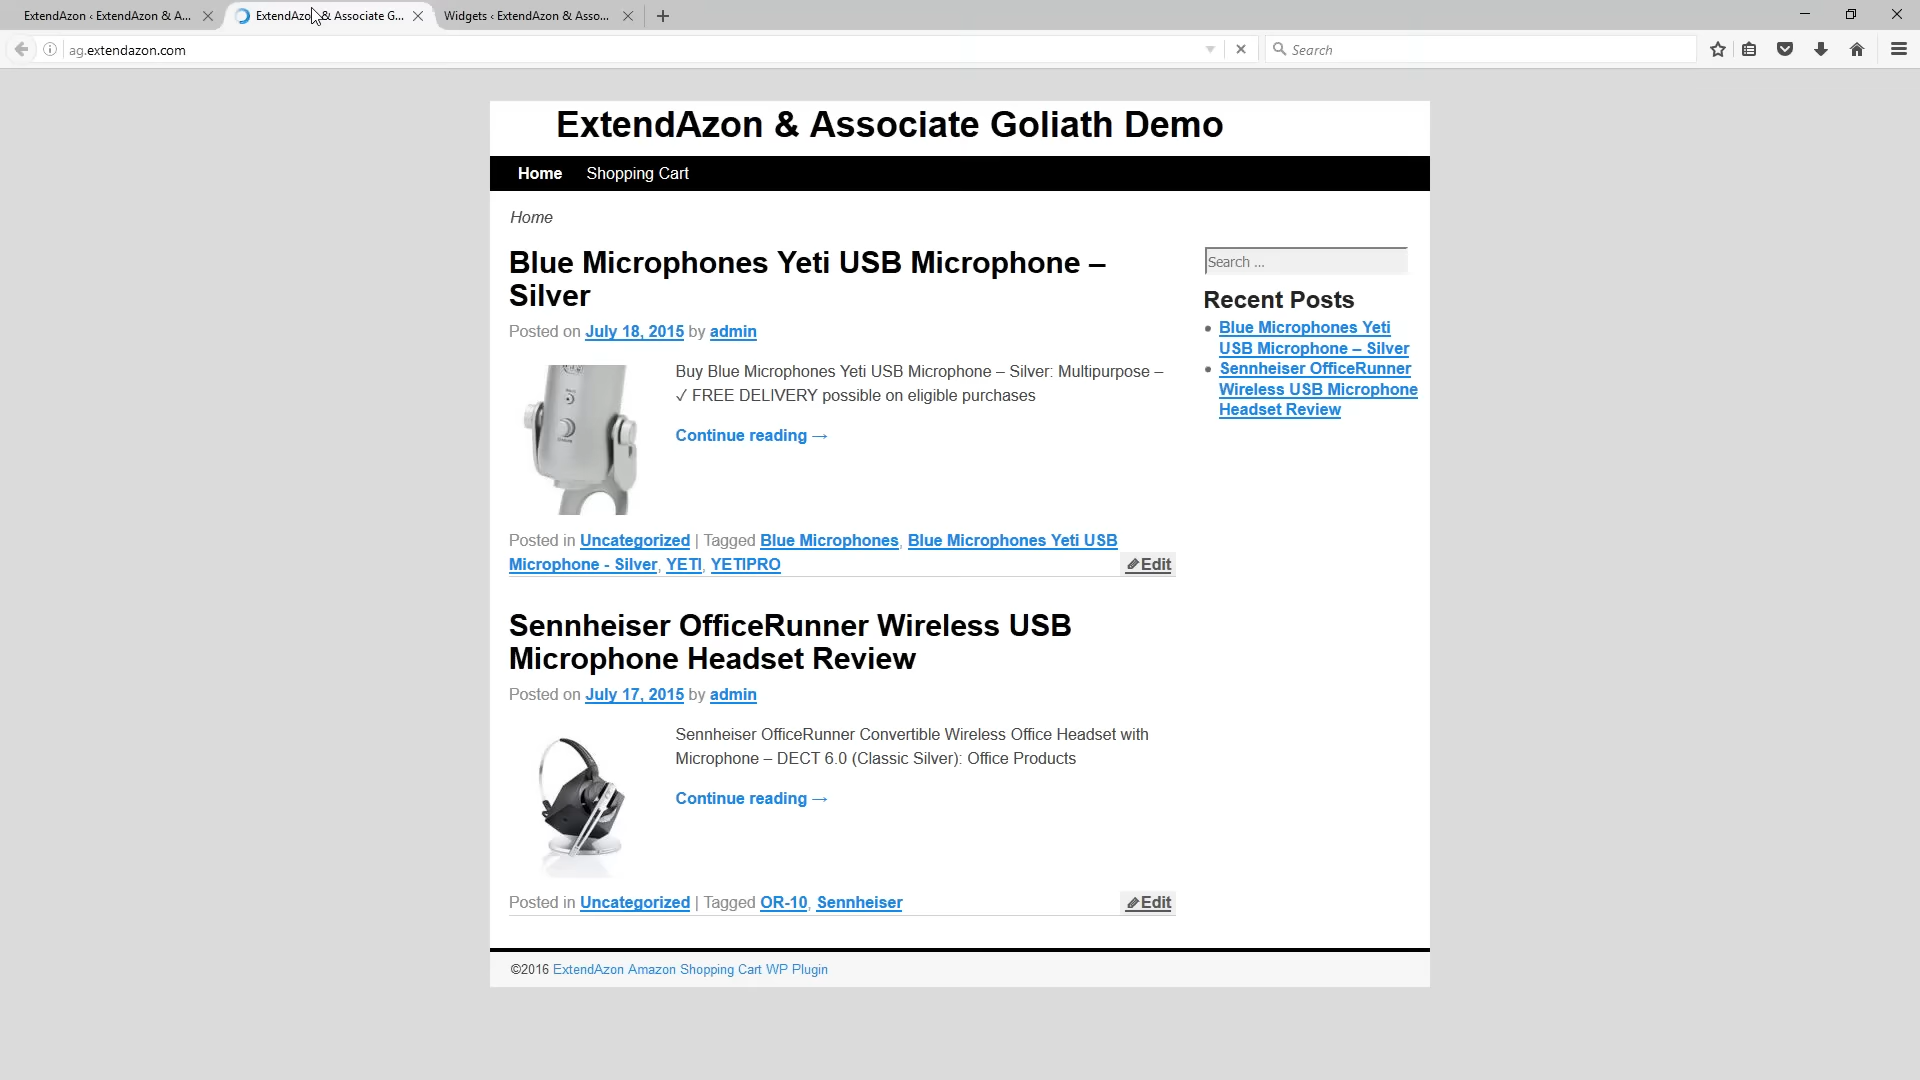 ExtendAzon ‹ ExtendAzon & A...
ExtendAzon & Associate G...
Widgets ‹ ExtendAzon & Asso...
ag.extendazon.com
Search
ExtendAzon & Associate Goliath Demo
Home
Shopping Cart
Home
Blue Microphones Yeti USB Microphone –
Silver
Posted on July 18, 2015 by admin
Buy Blue Microphones Yeti USB Microphone – Silver: Multipurpose –
✓ FREE DELIVERY possible on eligible purchases
Continue reading →
Posted in Uncategorized | Tagged Blue Microphones, Blue Microphones Yeti USB
Microphone - Silver, YETI, YETIPRO
Edit
Sennheiser OfficeRunner Wireless USB
Microphone Headset Review
Posted on July 17, 2015 by admin
Sennheiser OfficeRunner Convertible Wireless Office Headset with
Microphone – DECT 6.0 (Classic Silver): Office Products
Continue reading →
Posted in Uncategorized | Tagged OR-10, Sennheiser
Edit
Search ...
Recent Posts
Blue Microphones Yeti
USB Microphone – Silver
Sennheiser OfficeRunner
Wireless USB Microphone
Headset Review
©2016 ExtendAzon Amazon Shopping Cart WP Plugin